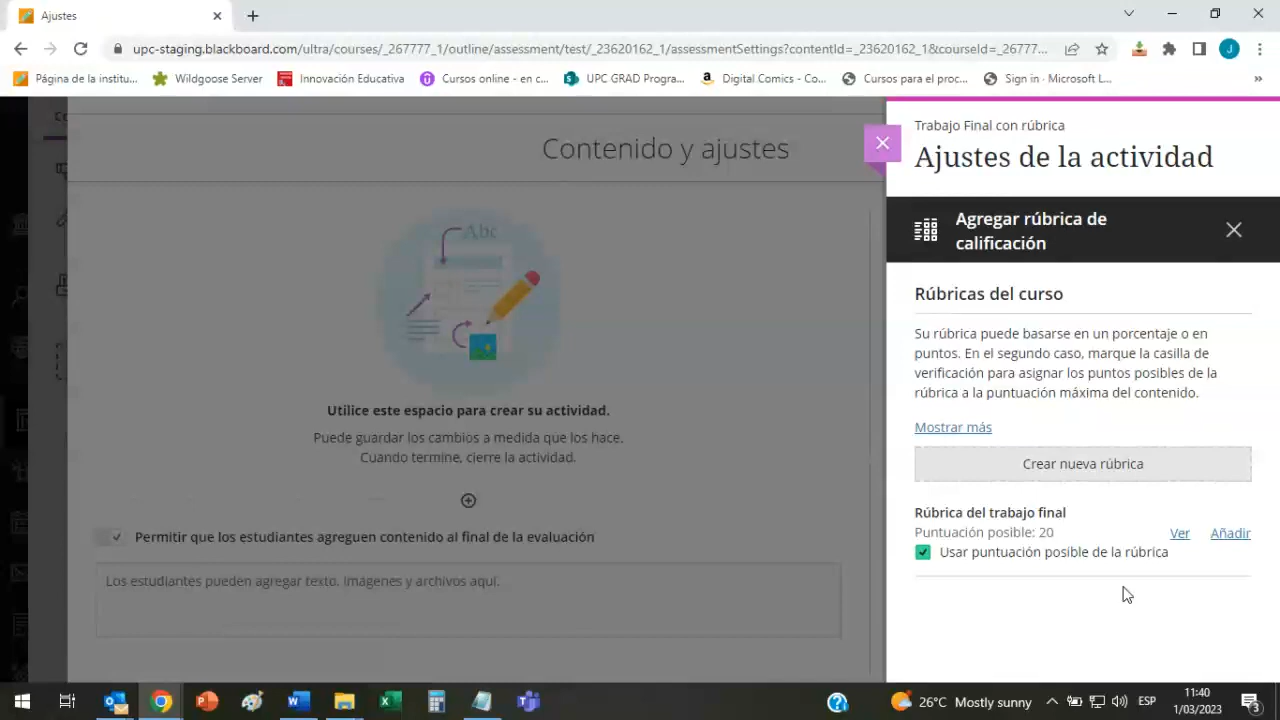 Ajustes
upc-staging.blackboard.com/ultra/courses/_267777_1/outline/assessment/test/_23620162_1/assessmentSettings?contentId=_23620162_1&courseId=_26777...
J
Página de la institu... Wildgoose Server Innovación Educativa Cursos online - en c... UPC GRAD Progra... Digital Comics - Co... Cursos para el proc... Sign in · Microsoft L... »
Trabajo Final con rúbrica
Ajustes de la actividad
Contenido y ajustes
Agregar rúbrica de
calificación
Abc
Rúbricas del curso
Su rúbrica puede basarse en un porcentaje o en
puntos. En el segundo caso, marque la casilla de
verificación para asignar los puntos posibles de la
rúbrica a la puntuación máxima del contenido.
Mostrar más
Crear nueva rúbrica
Rúbrica del trabajo final
Puntuación posible: 20 Ver Añadir
Usar puntuación posible de la rúbrica
Utilice este espacio para crear su actividad.
Puede guardar los cambios a medida que los hace.
Cuando termine, cierre la actividad.
Permitir que los estudiantes agreguen contenido al final de la evaluación
Los estudiantes pueden agregar texto. Imágenes y archivos aquí.
26°C Mostly sunny ESP 11:40
1/03/2023 3